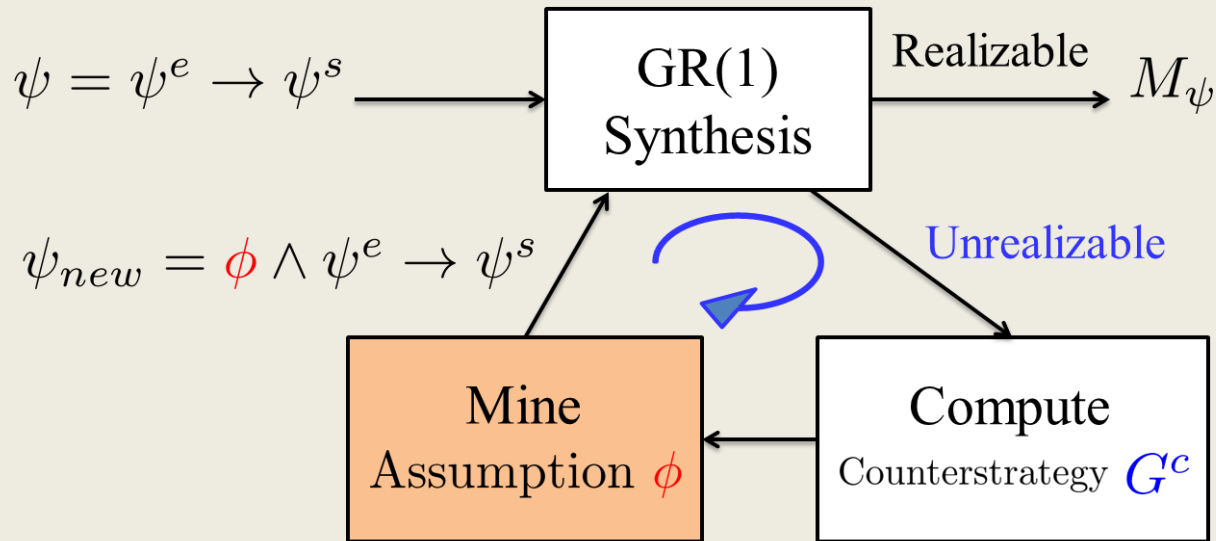 ψ = ψ^e → ψ^s
GR(1)
Synthesis
Realizable
M_ψ
ψ_new = ϕ ∧ ψ^e → ψ^s
Unrealizable
Mine
Assumption ϕ
Compute
Counterstrategy G^c